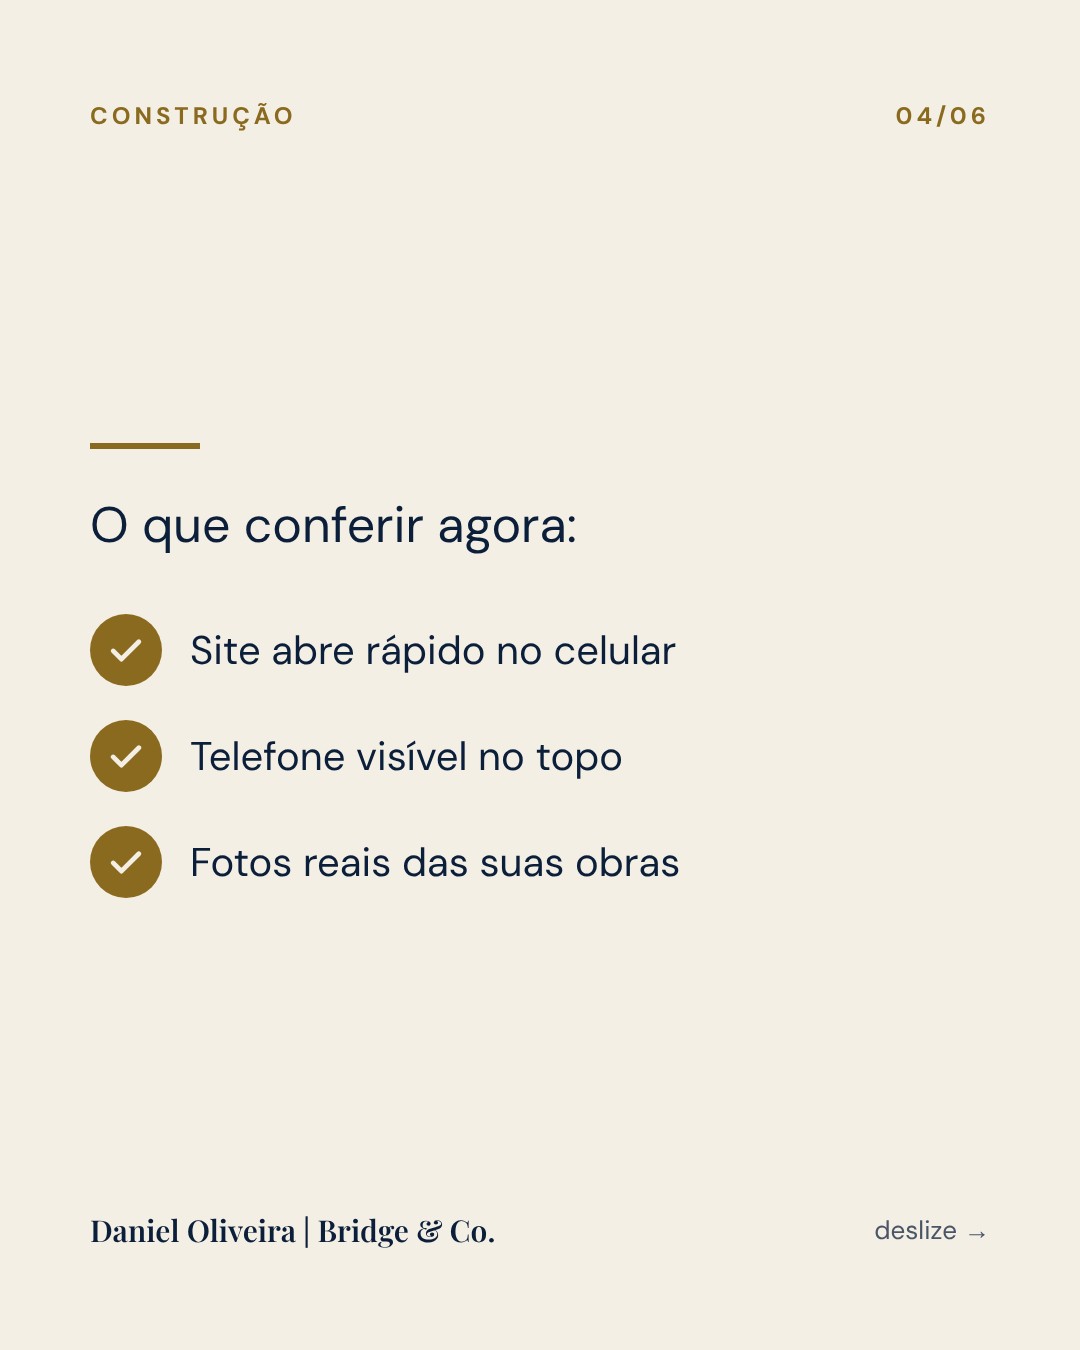 CONSTRUÇÃO
04/06
O que conferir agora:
Site abre rápido no celular
Telefone visível no topo
Fotos reais das suas obras
Daniel Oliveira | Bridge & Co.
deslize →